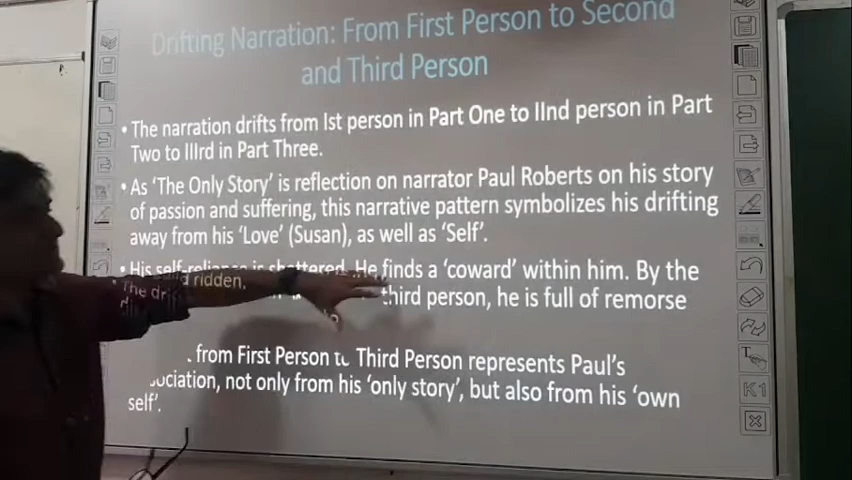 Drifting Narration: From First Person to Second
and Third Person
• The narration drifts from Ist person in Part One to IInd person in Part
Two to IIIrd in Part Three.
• As 'The Only Story' is reflection on narrator Paul Roberts on his story
of passion and suffering, this narrative pattern symbolizes his drifting
away from his 'Love' (Susan), as well as 'Self'.
• His self-reliance is shattered. He finds a 'coward' within him. By the
third person, he is full of remorse
ridden.
• The
from First Person to Third Person represents Paul's
not only from his 'only story', but also from his 'own
self'.
T
K1